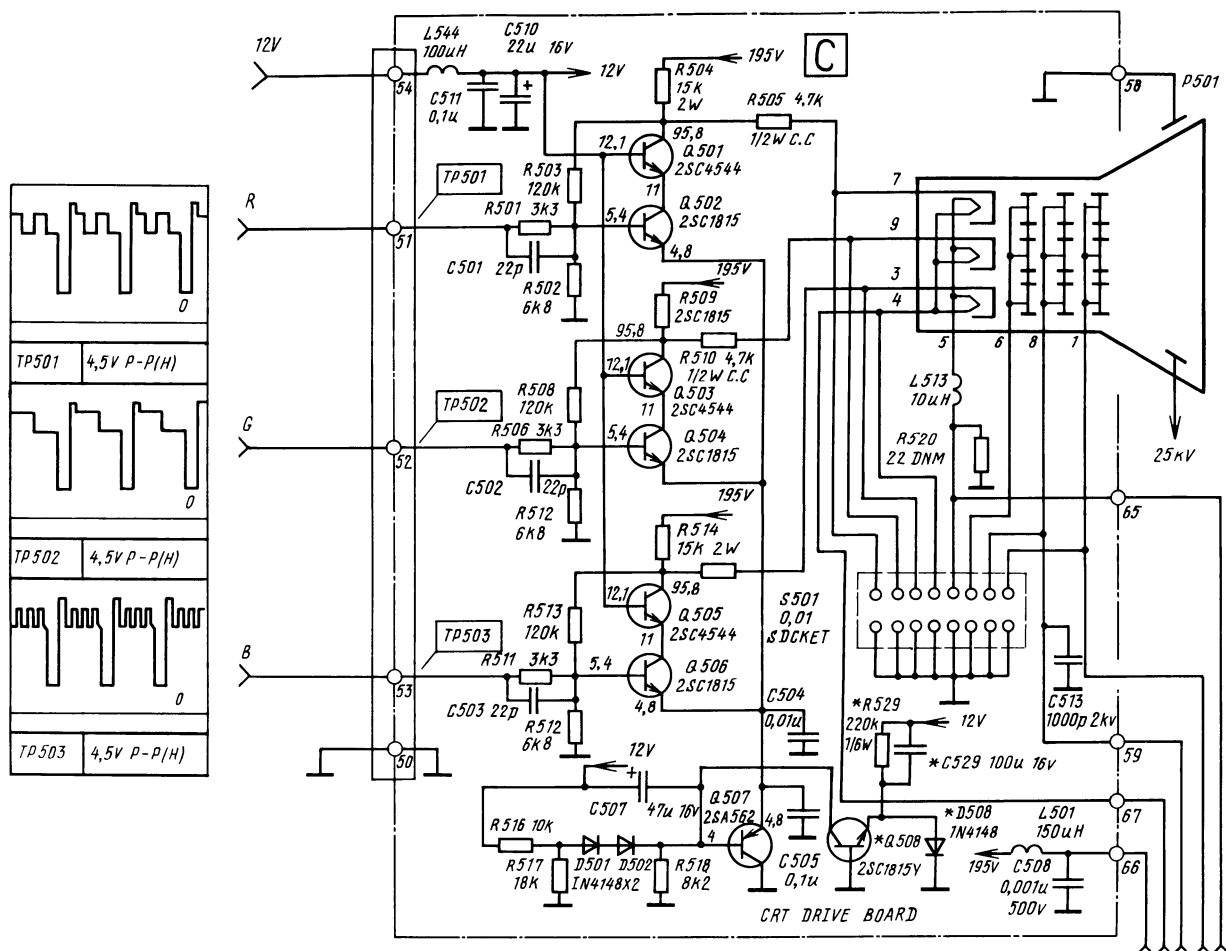 12V
L544
100uH
C510
22u 16V
12V
195V
C
54
C511
0,1u
+
R504
15k
2W
R505 4,7K
1/2W C.C
58
P501
95,8
12,1
Q501
2SC4544
R503
120K
11
TP501
R
R501 3K3
5,4
Q502
2SC1815
7
51
4,8
C501 22p
R502
6K8
9
195V
R509
2SC1815
3
4
0
95,8
R510 4,7K
1/2W C.C
5
6
8
1
TP501
4,5V P-P(H)
12,1
Q503
2SC4544
L513
10uH
R508
120K
11
TP502
G
R506 3K3
5,4
Q504
2SC1815
R520
22 DNM
25кV
52
C502
22p
R512
6K8
195V
0
65
R514
15K 2W
TP502
4,5V P-P(H)
95,8
12,1
Q505
2SC4544
S501
0,01
SDCKET
R513
120K
11
TP503
B
R511 3K3
5,4
Q506
2SC1815
53
4,8
C503 22p
R512
6K8
C504
0,01u
*R529
220K
1/6W
12V
C513
1000p 2kv
0
TP503
4,5V P-P(H)
50
12V
+
*C529 100u 16v
59
C507
47u 16v
Q507
2SA562
4,8
4
*D508
1N4148
L501
150uH
67
R516 10K
*Q508
2SC1815Y
R517
18K
D501
D502
IN4148X2
R518
8K2
C505
0,1u
195V
C508
0,001u
500v
66
CRT DRIVE BOARD